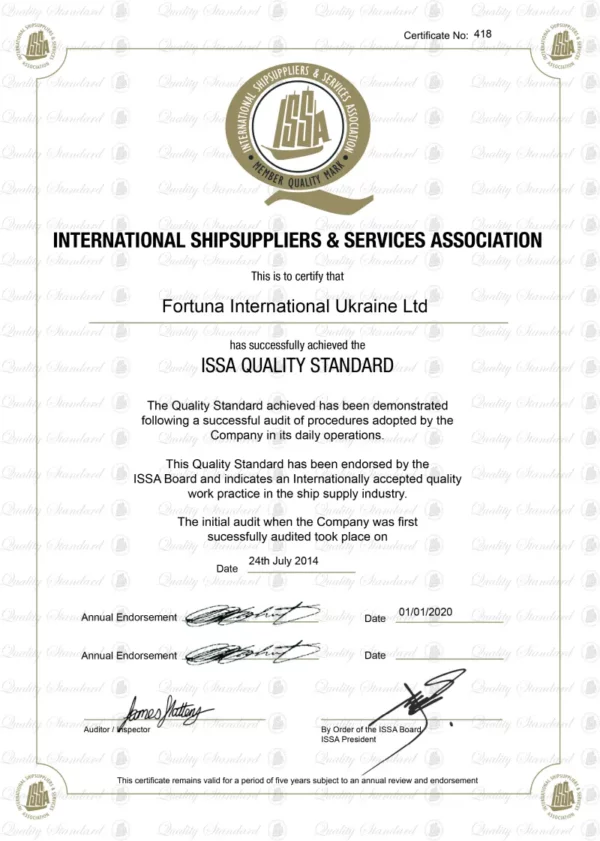 Certificate No: 418
INTERNATIONAL SHIPSUPPLIERS & SERVICES ASSOCIATION
ISSA
• MEMBER QUALITY MARK •
INTERNATIONAL SHIPSUPPLIERS & SERVICES ASSOCIATION
This is to certify that
Fortuna International Ukraine Ltd
has successfully achieved the
ISSA QUALITY STANDARD
The Quality Standard achieved has been demonstrated
following a successful audit of procedures adopted by the
Company in its daily operations.
This Quality Standard has been endorsed by the
ISSA Board and indicates an Internationally accepted quality
work practice in the ship supply industry.
The initial audit when the Company was first
sucessfully audited took place on
Date 24th July 2014
Annual Endorsement Date 01/01/2020
Annual Endorsement Date
Auditor / Inspector
By Order of the ISSA Board
ISSA President
This certificate remains valid for a period of five years subject to an annual review and endorsement